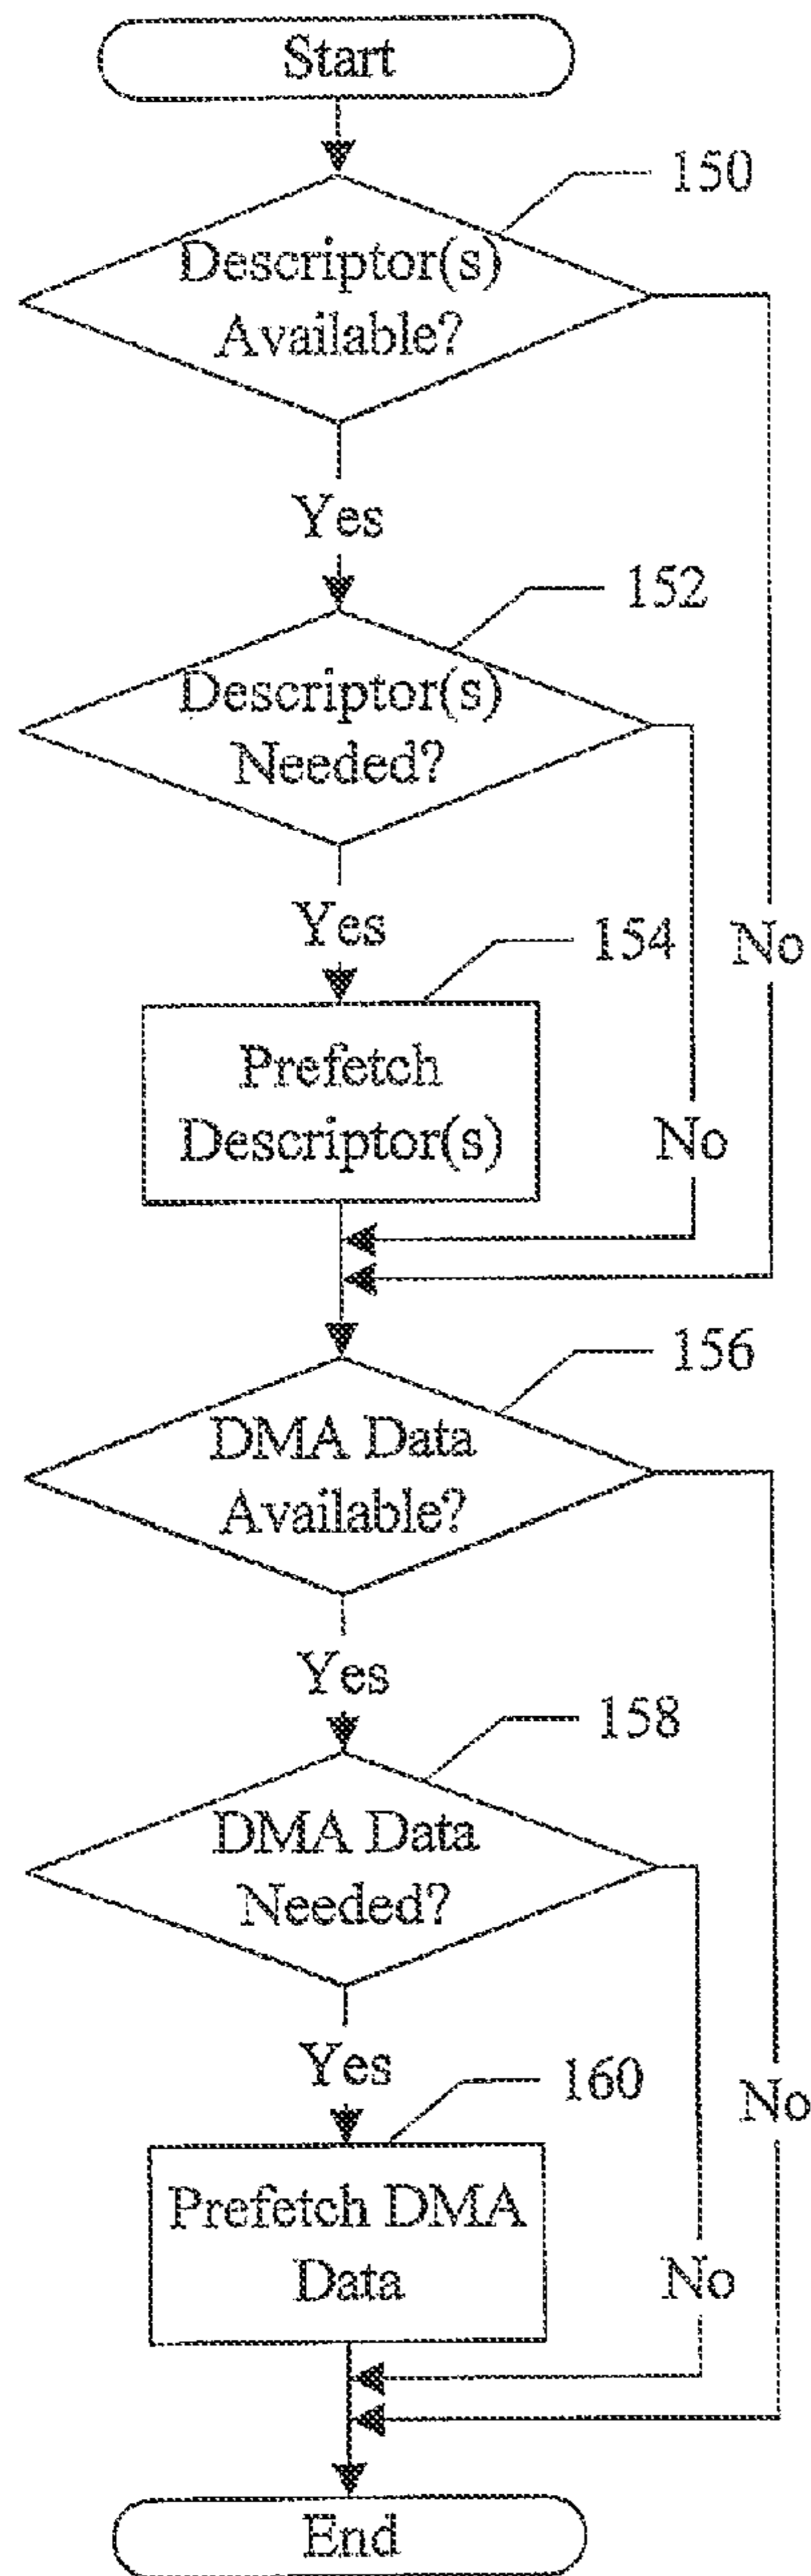 Start
150
Descriptor(s)
Available?
Yes
152
Descriptor(s)
Needed?
Yes
154
No
Prefetch
Descriptor(s)
No
156
DMA Data
Available?
Yes
158
DMA Data
Needed?
Yes
160
No
Prefetch DMA
Data
No
End